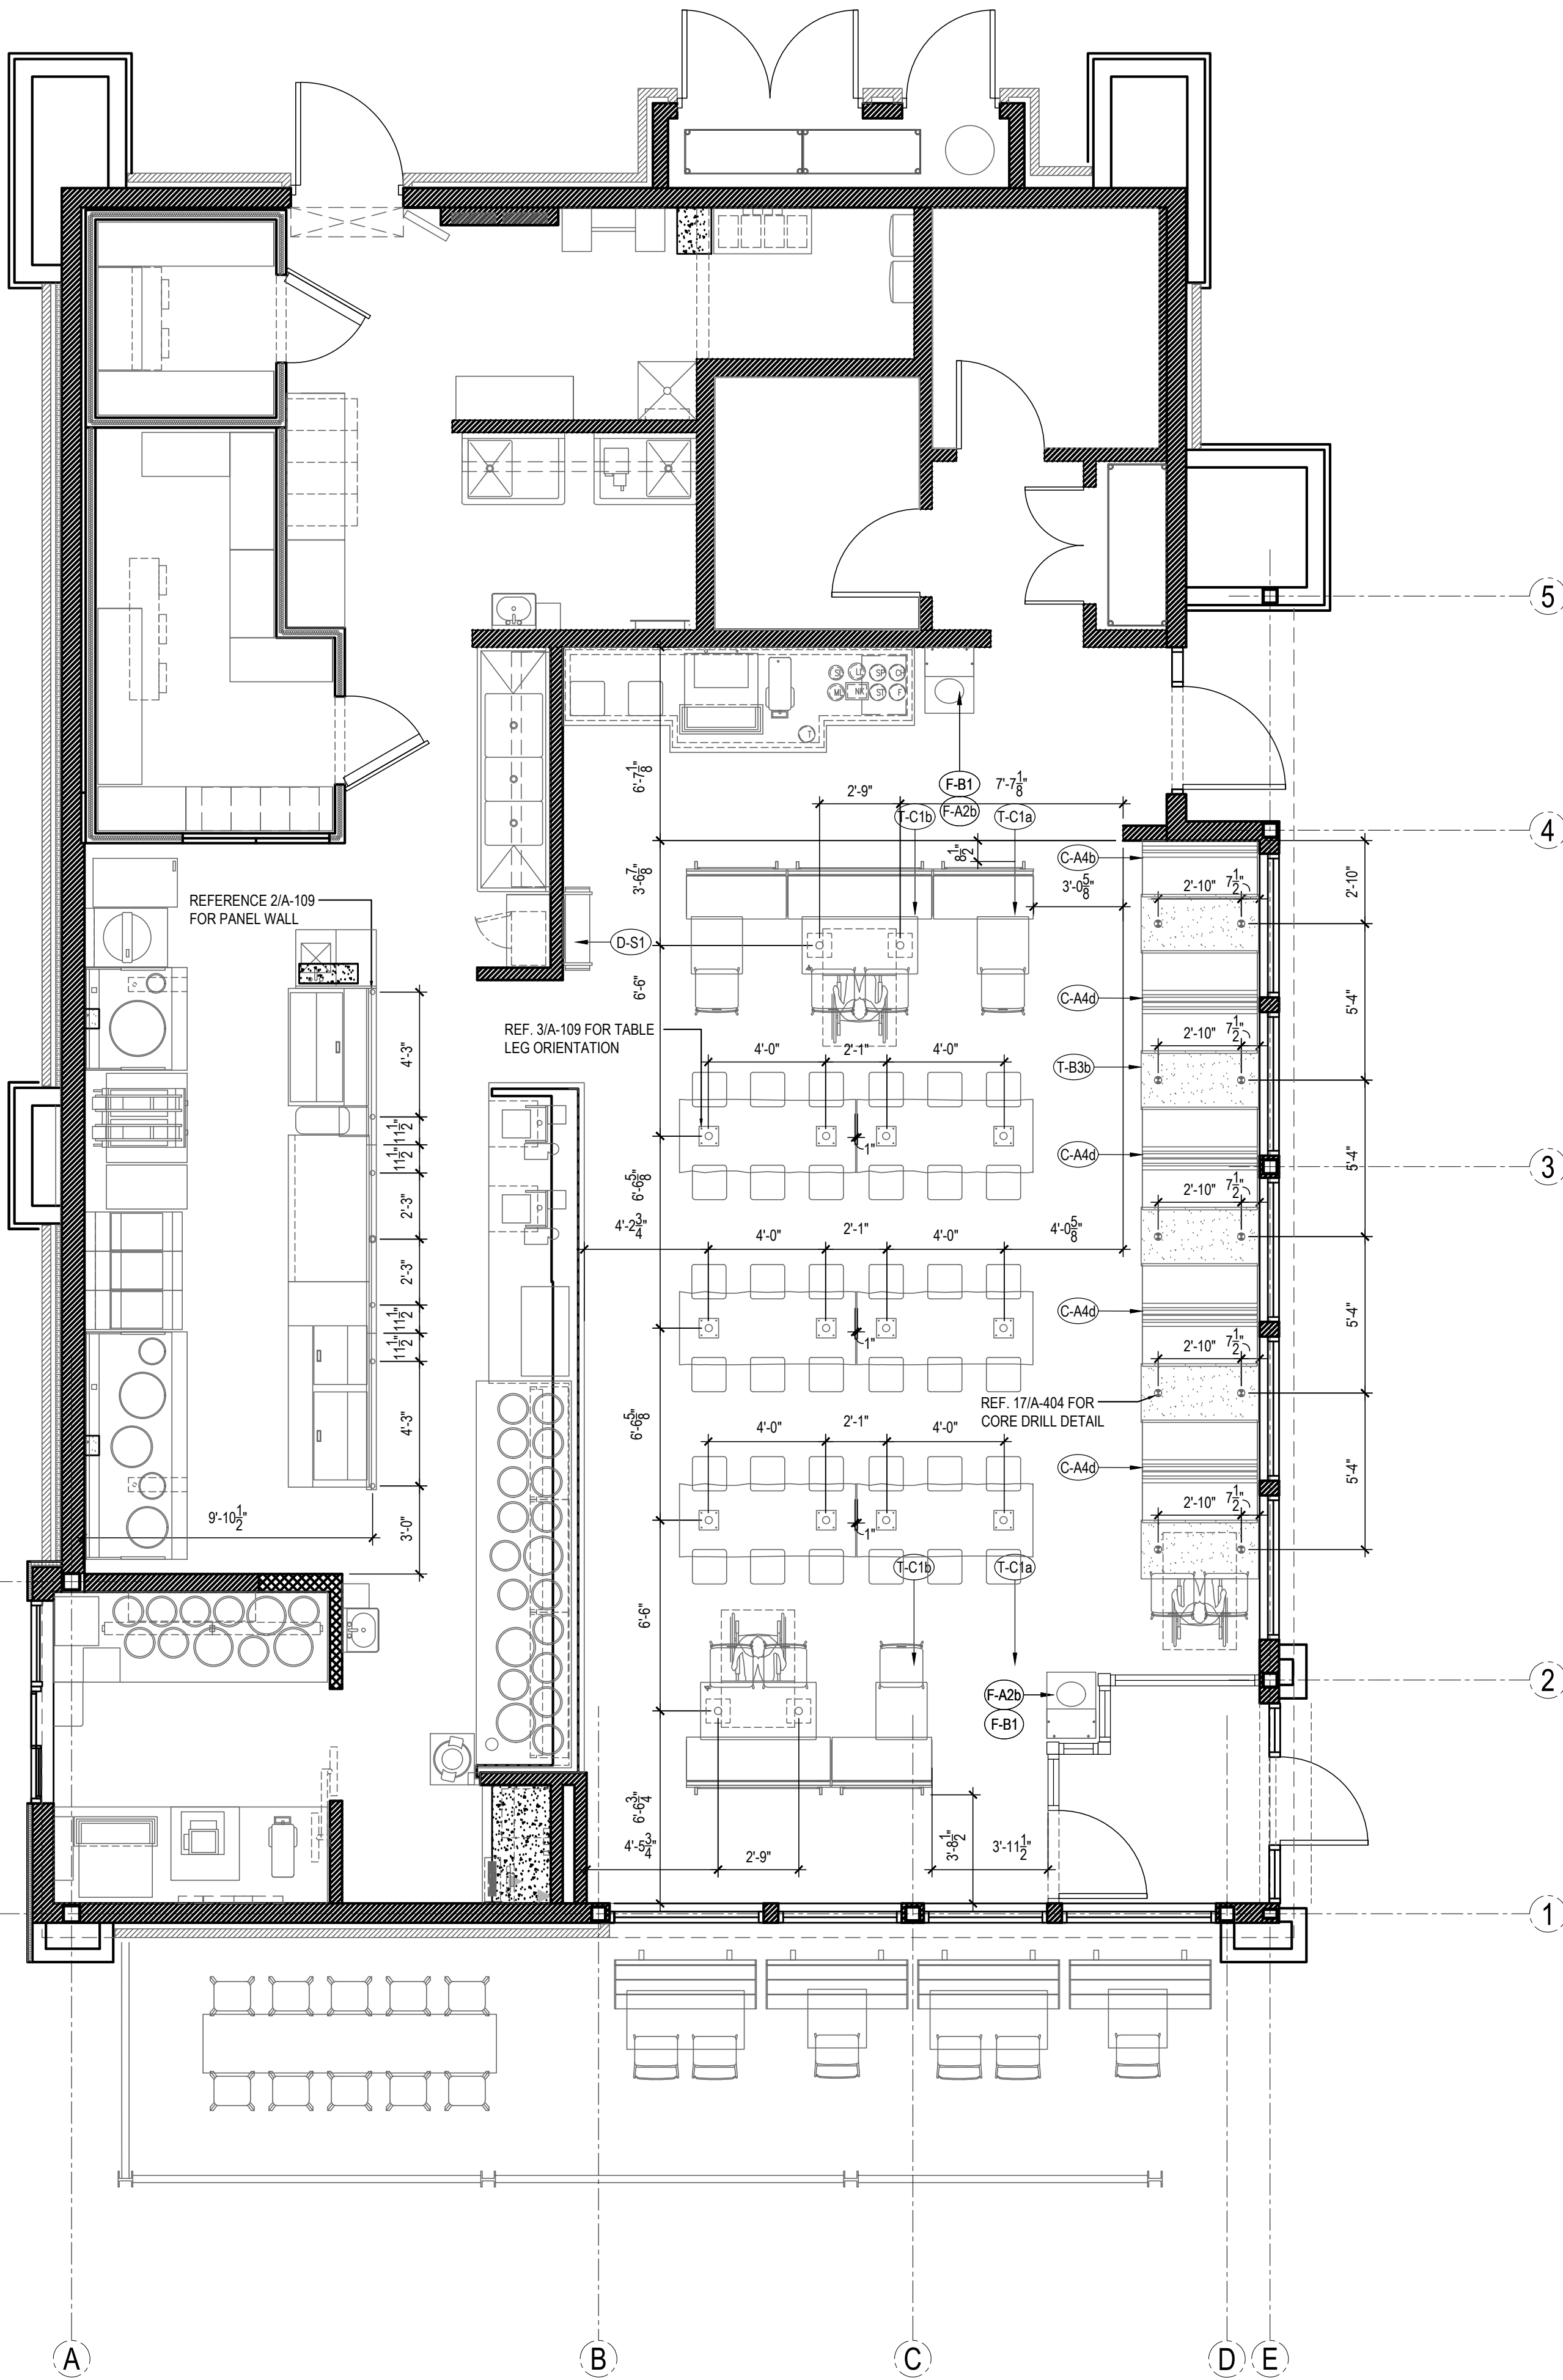 5
SL
LL
SP
CH
ML
NK
ST
F
T
6'-7 1/8"
F-B1
7'-7 1/8"
2'-9"
F-A2b
T-C1b
T-C1a
4
8 1/2"
C-A4b
3'-6 7/8"
3'-0 5/8"
2'-10"
7 1/2"
2'-10"
REFERENCE 2/A-109
FOR PANEL WALL
D-S1
6'-6"
C-A4d
5'-4"
REF. 3/A-109 FOR TABLE
LEG ORIENTATION
2'-10"
7 1/2"
4'-3"
4'-0"
2'-1"
4'-0"
T-B3b
11 1/2"
1"
11 1/2"
C-A4d
5'-4"
3
6'-6 5/8"
2'-3"
2'-10"
7 1/2"
4'-2 3/4"
4'-0"
2'-1"
4'-0"
4'-0 5/8"
2'-3"
11 1/2"
C-A4d
5'-4"
11 1/2"
1"
2'-10"
7 1/2"
REF. 17/A-404 FOR
CORE DRILL DETAIL
6'-6 5/8"
4'-3"
4'-0"
2'-1"
4'-0"
C-A4d
5'-4"
2'-10"
7 1/2"
9'-10 1/2"
3'-0"
1"
T-C1b
T-C1a
6'-6"
2
F-A2b
F-B1
6'-6 3/4"
4'-5 3/4"
2'-9"
3'-8 1/2"
3'-11 1/2"
1
A
B
C
D
E